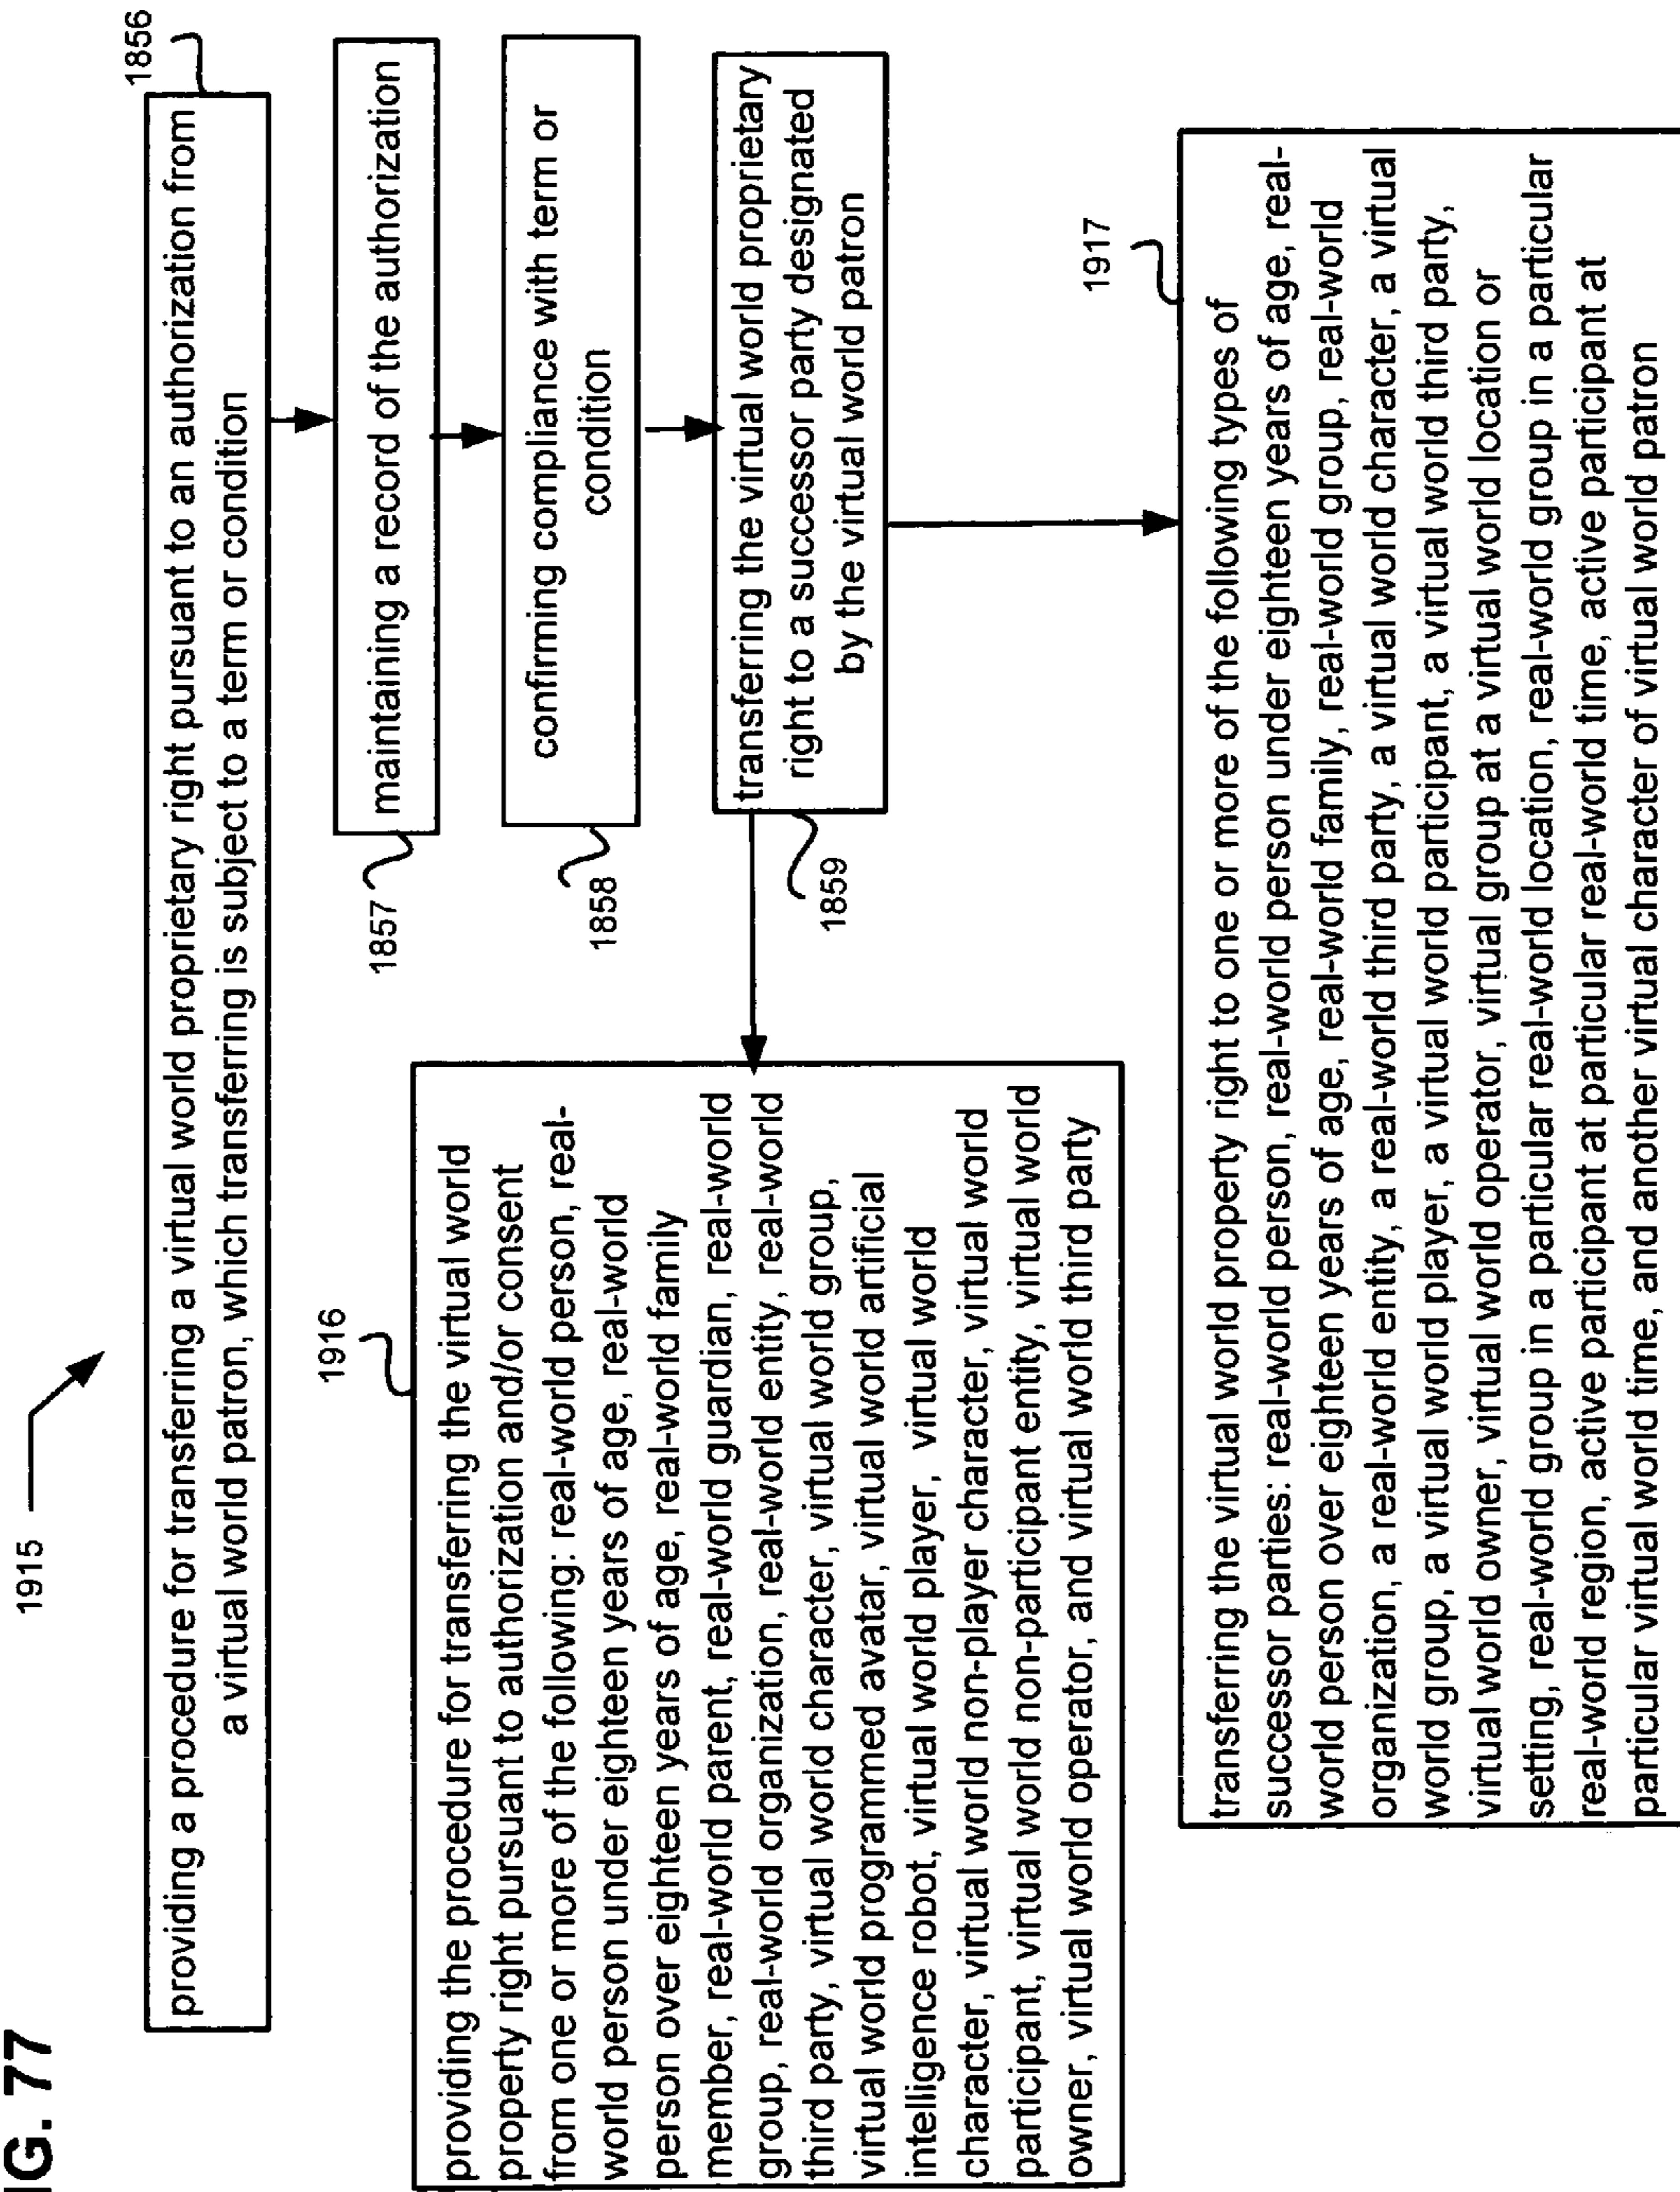 IG. 77
1915
1856
providing a procedure for transferring a virtual world proprietary right pursuant to an authorization from
a virtual world patron, which transferring is subject to a term or condition
1857
maintaining a record of the authorization
1858
confirming compliance with term or
condition
1859
transferring the virtual world proprietary
right to a successor party designated
by the virtual world patron
1916
providing the procedure for transferring the virtual world
property right pursuant to authorization and/or consent
from one or more of the following: real-world person, real-
world person under eighteen years of age, real-world
person over eighteen years of age, real-world family
member, real-world parent, real-world guardian, real-world
group, real-world organization, real-world entity, real-world
third party, virtual world character, virtual world group,
virtual world programmed avatar, virtual world artificial
intelligence robot, virtual world player, virtual world
character, virtual world non-player character, virtual world
participant, virtual world non-participant entity, virtual world
owner, virtual world operator, and virtual world third party
1917
transferring the virtual world property right to one or more of the following types of
successor parties: real-world person, real-world person under eighteen years of age, real-
world person over eighteen years of age, real-world family, real-world group, real-world
organization, a real-world entity, a real-world third party, a virtual world character, a virtual
world group, a virtual world player, a virtual world participant, a virtual world third party,
virtual world owner, virtual world operator, virtual group at a virtual world location or
setting, real-world group in a particular real-world location, real-world group in a particular
real-world region, active participant at particular real-world time, active participant at
particular virtual world time, and another virtual character of virtual world patron